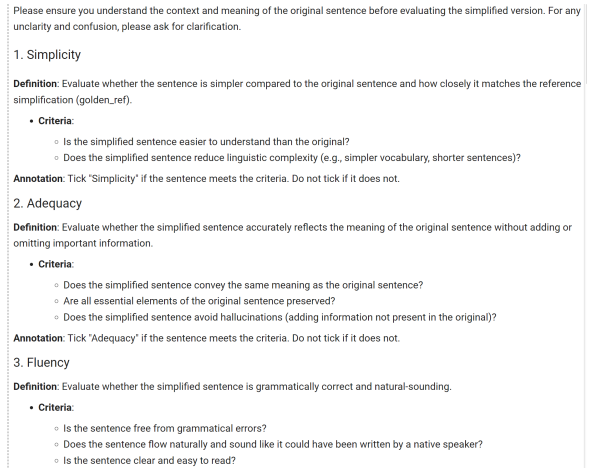 Please ensure you understand the context and meaning of the original sentence before evaluating the simplified version. For any
unclarity and confusion, please ask for clarification.
1. Simplicity
Definition: Evaluate whether the sentence is simpler compared to the original sentence and how closely it matches the reference
simplification (golden_ref).
• Criteria:
◦ Is the simplified sentence easier to understand than the original?
◦ Does the simplified sentence reduce linguistic complexity (e.g., simpler vocabulary, shorter sentences)?
Annotation: Tick "Simplicity" if the sentence meets the criteria. Do not tick if it does not.
2. Adequacy
Definition: Evaluate whether the simplified sentence accurately reflects the meaning of the original sentence without adding or
omitting important information.
• Criteria:
◦ Does the simplified sentence convey the same meaning as the original sentence?
◦ Are all essential elements of the original sentence preserved?
◦ Does the simplified sentence avoid hallucinations (adding information not present in the original)?
Annotation: Tick "Adequacy" if the sentence meets the criteria. Do not tick if it does not.
3. Fluency
Definition: Evaluate whether the simplified sentence is grammatically correct and natural-sounding.
• Criteria:
◦ Is the sentence free from grammatical errors?
◦ Does the sentence flow naturally and sound like it could have been written by a native speaker?
◦ Is the sentence clear and easy to read?